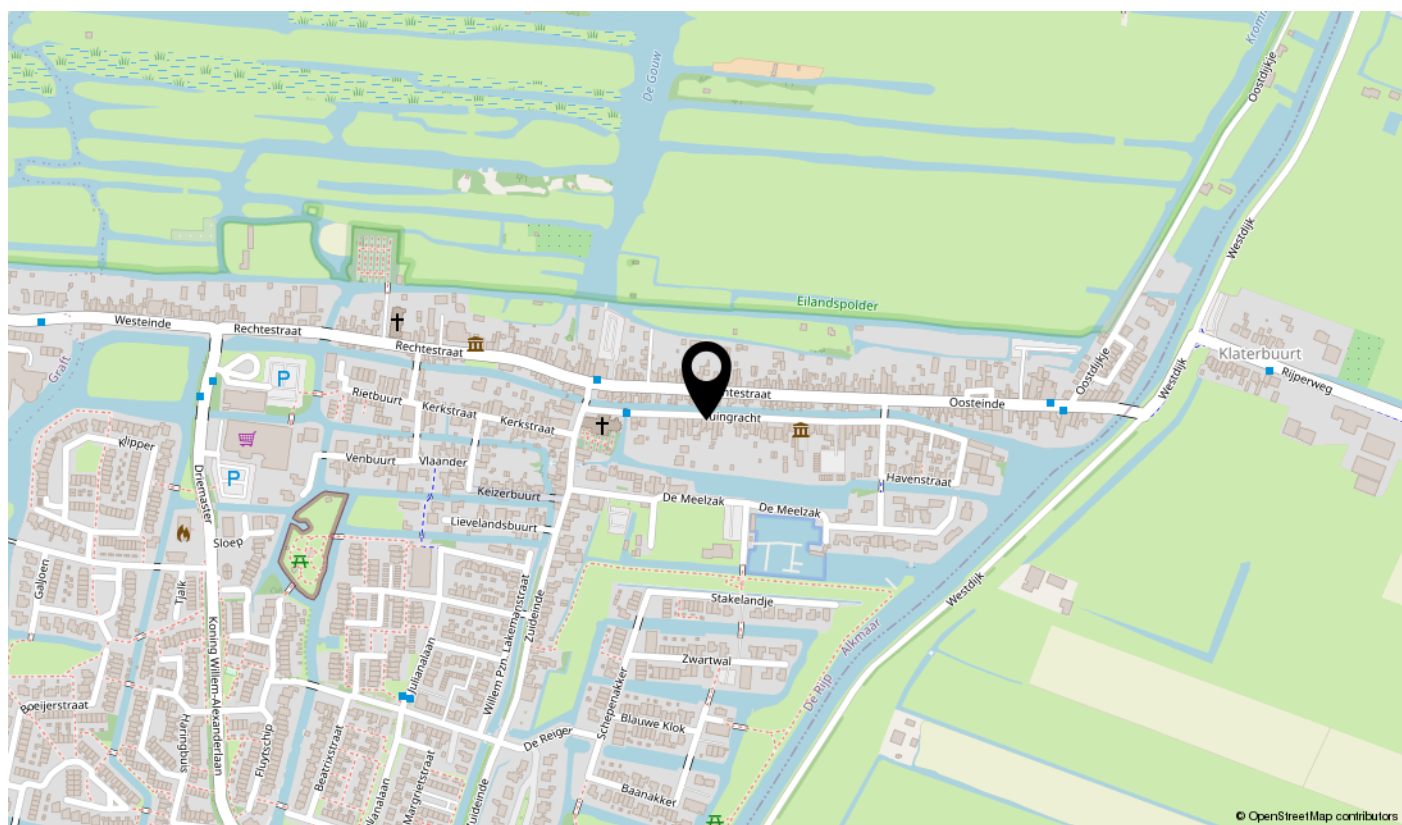 De Gouw
Oostdijkje
Westdijk
Eilandspolder
Westeinde
Rechtestraat
Rechtestraat
Klaterbuurt
Rijperweg
Westdijk
Oostdijkje
Graft
P
Rietbuurt
Kerkstraat
Kerkstraat
Oosteinde
Klipper
Venbuurt
Vlaander
Havenstraat
P
Keizerbuurt
De Meelzak
De Meelzak
Driemaster
Lievelandsbuurt
Sloep
Galjoen
Tjalk
Westdijk
Stakelandje
Alkmaar
De Rijp
Zuideinde
Willem Pzn. Lakemanstraat
Julianalaan
Koning Willem-Alexanderlaan
Zwartwal
Schepenakker
Boeijerstraat
Haringbuis
Fluytschip
Beatrixstraat
Margrietstraat
De Reiger
Blauwe Klok
Baanakker
© OpenStreetMap contributors